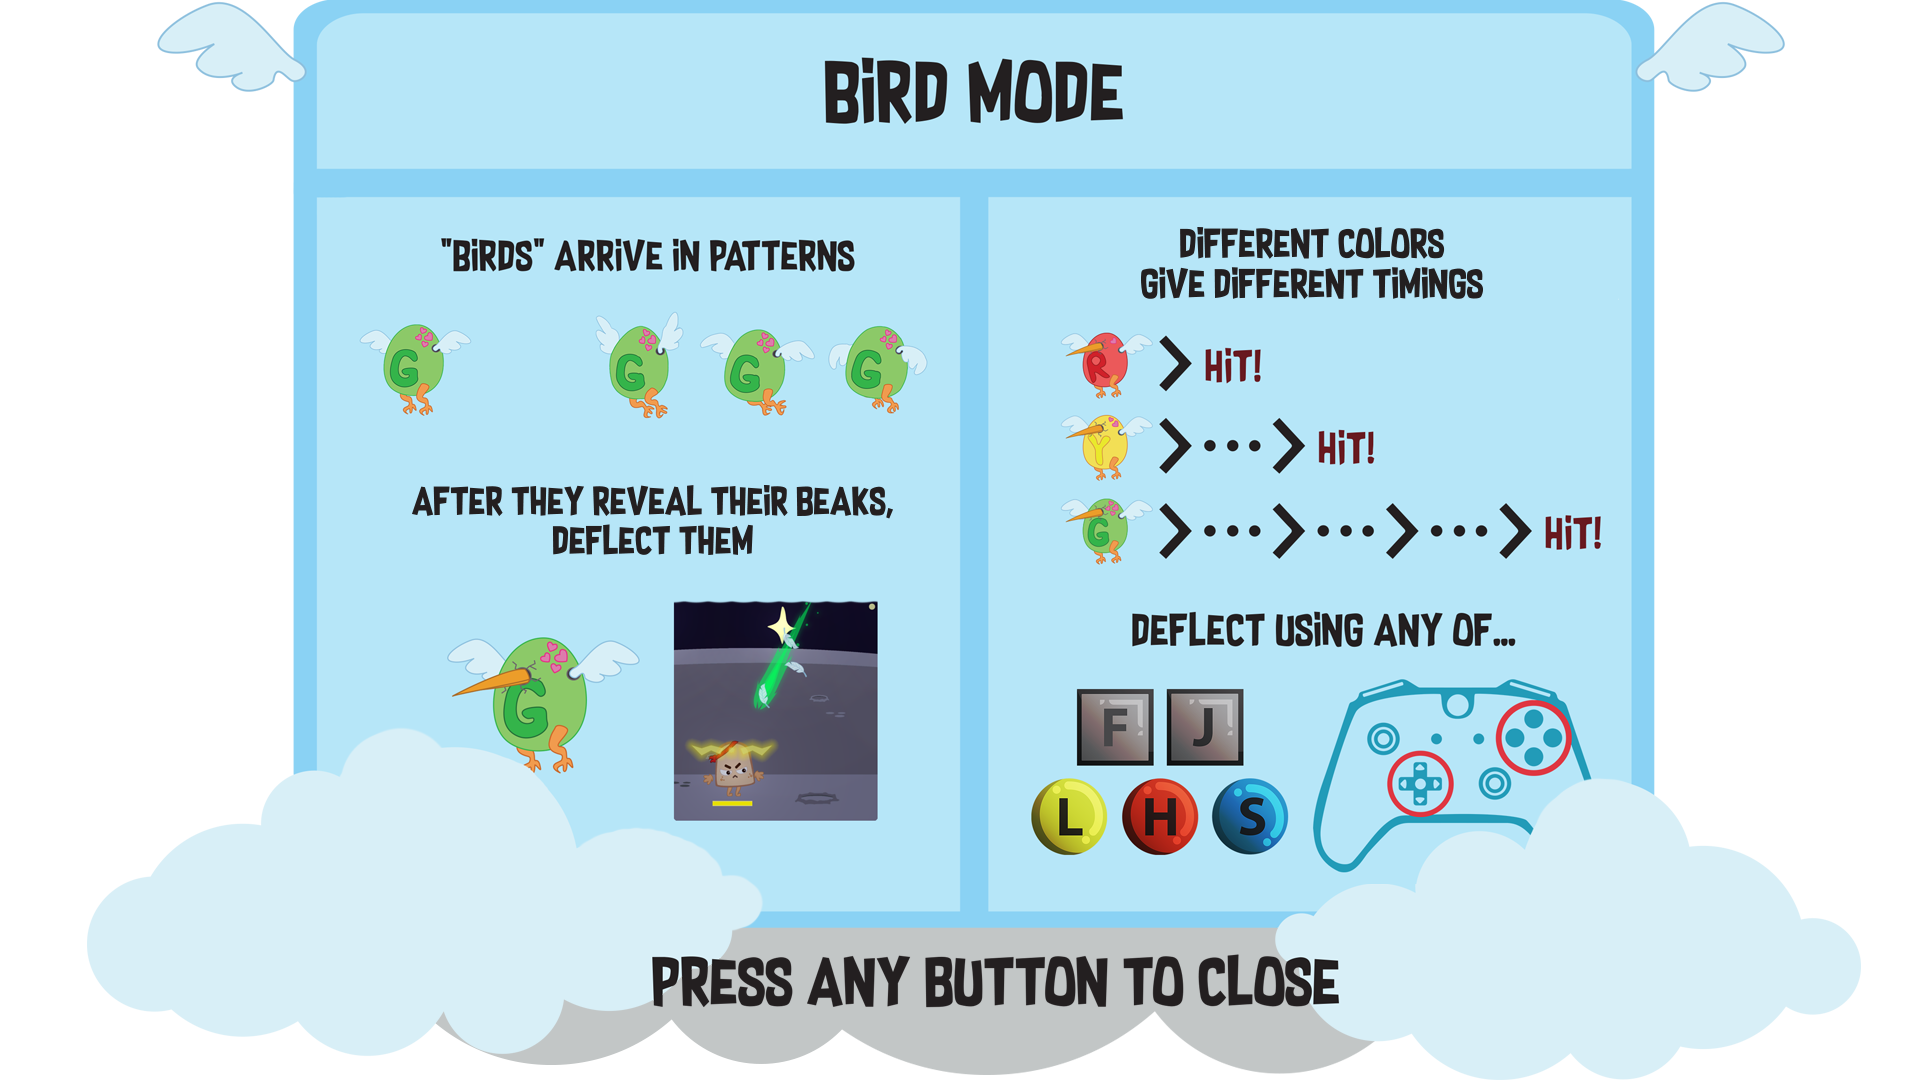 BiRD MODE
"BiRDS" ARRiVE iN PATTERNS
G G G G
AFTER THEY REVEAL THEiR BEAKS,
DEFLECT THEM
G
DiFFERENT COLORS
GiVE DiFFERENT TiMiNGS
R HiT!
Y HiT!
G HiT!
DEFLECT USiNG ANY OF...
F J
L H S
PRESS ANY BUTTON TO CLOSE